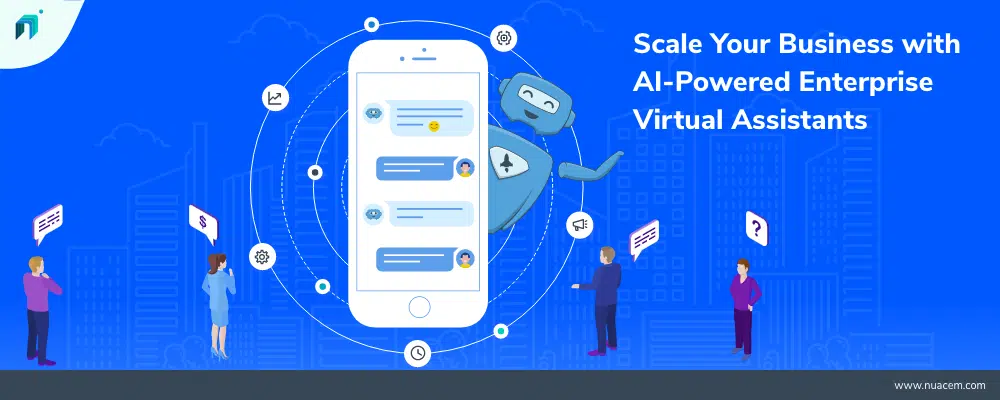 Scale Your Business with
AI-Powered Enterprise
Virtual Assistants
$
?
www.nuacem.com